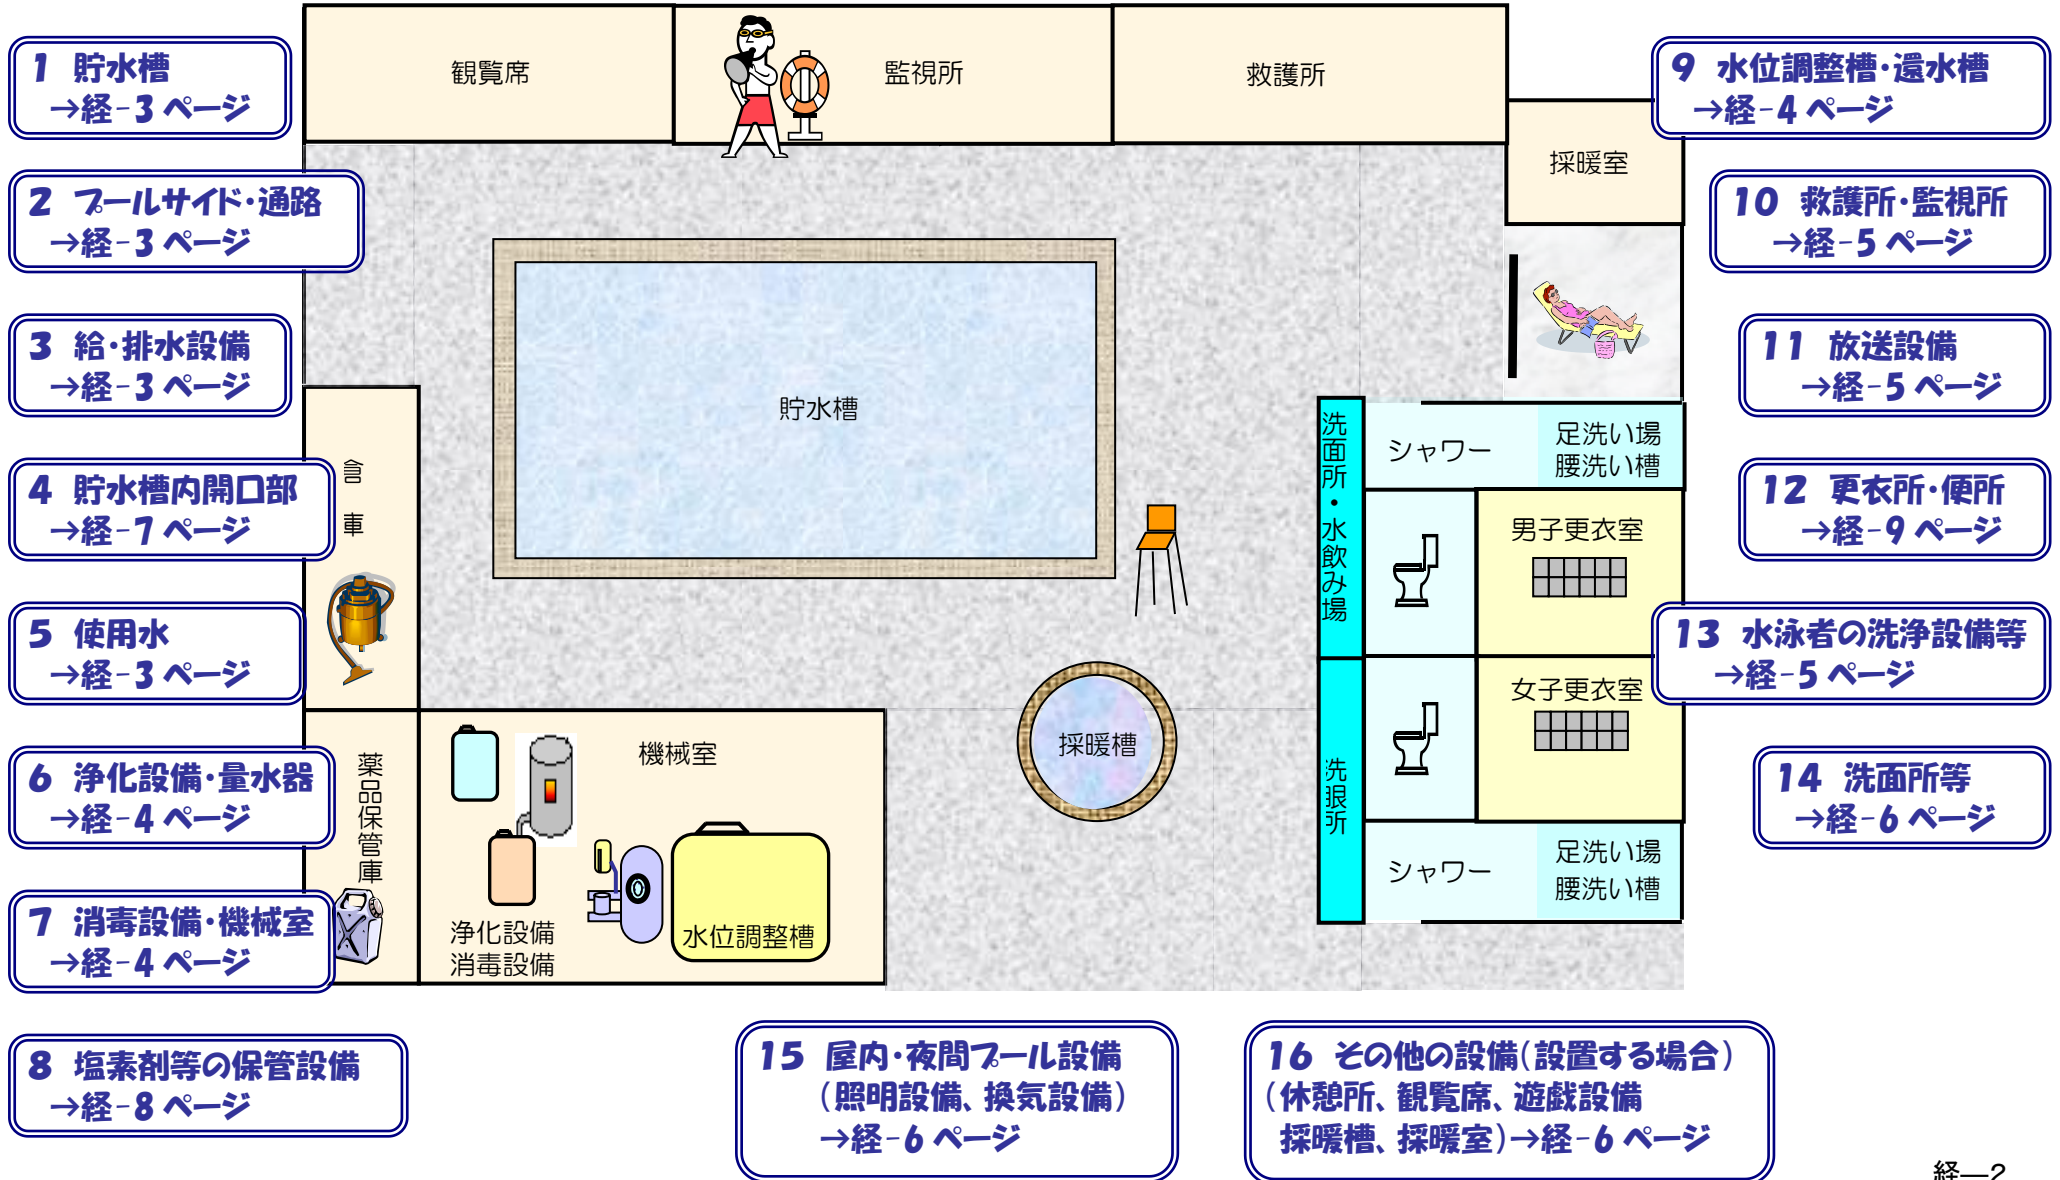 1 貯水槽
→経-3 ページ
2 プールサイド・通路
→経-3 ページ
3 給・排水設備
→経-3 ページ
4 貯水槽内開口部
→経-7 ページ
5 使用水
→経-3 ページ
6 浄化設備・量水器
→経-4 ページ
7 消毒設備・機械室
→経-4 ページ
8 塩素剤等の保管設備
→経-8 ページ
観覧席
監視所
救護所
採暖室
貯水槽
洗面所・水飲み場
シャワー
足洗い場
腰洗い槽
男子更衣室
女子更衣室
洗眼所
シャワー
足洗い場
腰洗い槽
採暖槽
倉庫
薬品保管庫
機械室
浄化設備
消毒設備
水位調整槽
9 水位調整槽・還水槽
→経-4 ページ
10 救護所・監視所
→経-5 ページ
11 放送設備
→経-5 ページ
12 更衣所・便所
→経-9 ページ
13 水泳者の洗浄設備等
→経-5 ページ
14 洗面所等
→経-6 ページ
15 屋内・夜間プール設備
(照明設備、換気設備)
→経-6 ページ
16 その他の設備(設置する場合)
(休憩所、観覧席、遊戯設備
採暖槽、採暖室)→経-6 ページ
経―2